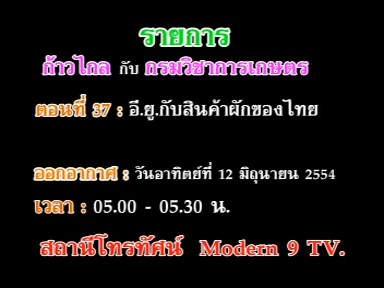 รายการ
ก้าวไกล กับ กรมวิชาการเกษตร
ตอนที่ 37 : อี.ยู.กับสินค้าผักของไทย
ออกอากาศ : วันอาทิตย์ที่ 12 มิถุนายน 2554
เวลา : 05.00 - 05.30 น.
สถานีโทรทัศน์ Modern 9 TV.